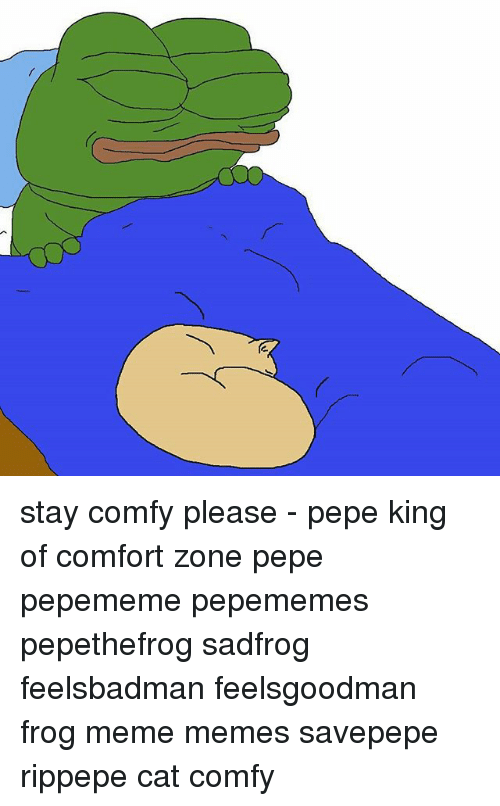 stay comfy please - pepe king
of comfort zone pepe
pepememe pepememes
pepethefrog sadfrog
feelsbadman feelsgoodman
frog meme memes savepepe
rippepe cat comfy